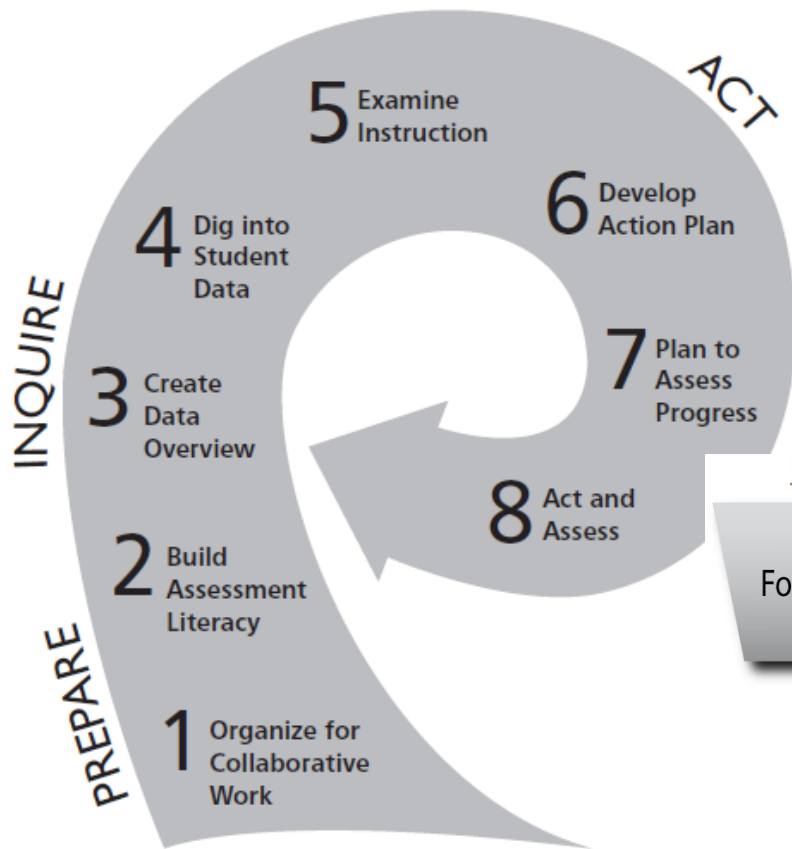 ACT
5 Examine
Instruction
6 Develop
Action Plan
4 Dig into
Student
Data
INQUIRE
7 Plan to
Assess
Progress
3 Create
Data
Overview
8 Act and
Assess
2 Build
Assessment
Literacy
PREPARE
1 Organize for
Collaborative
Work